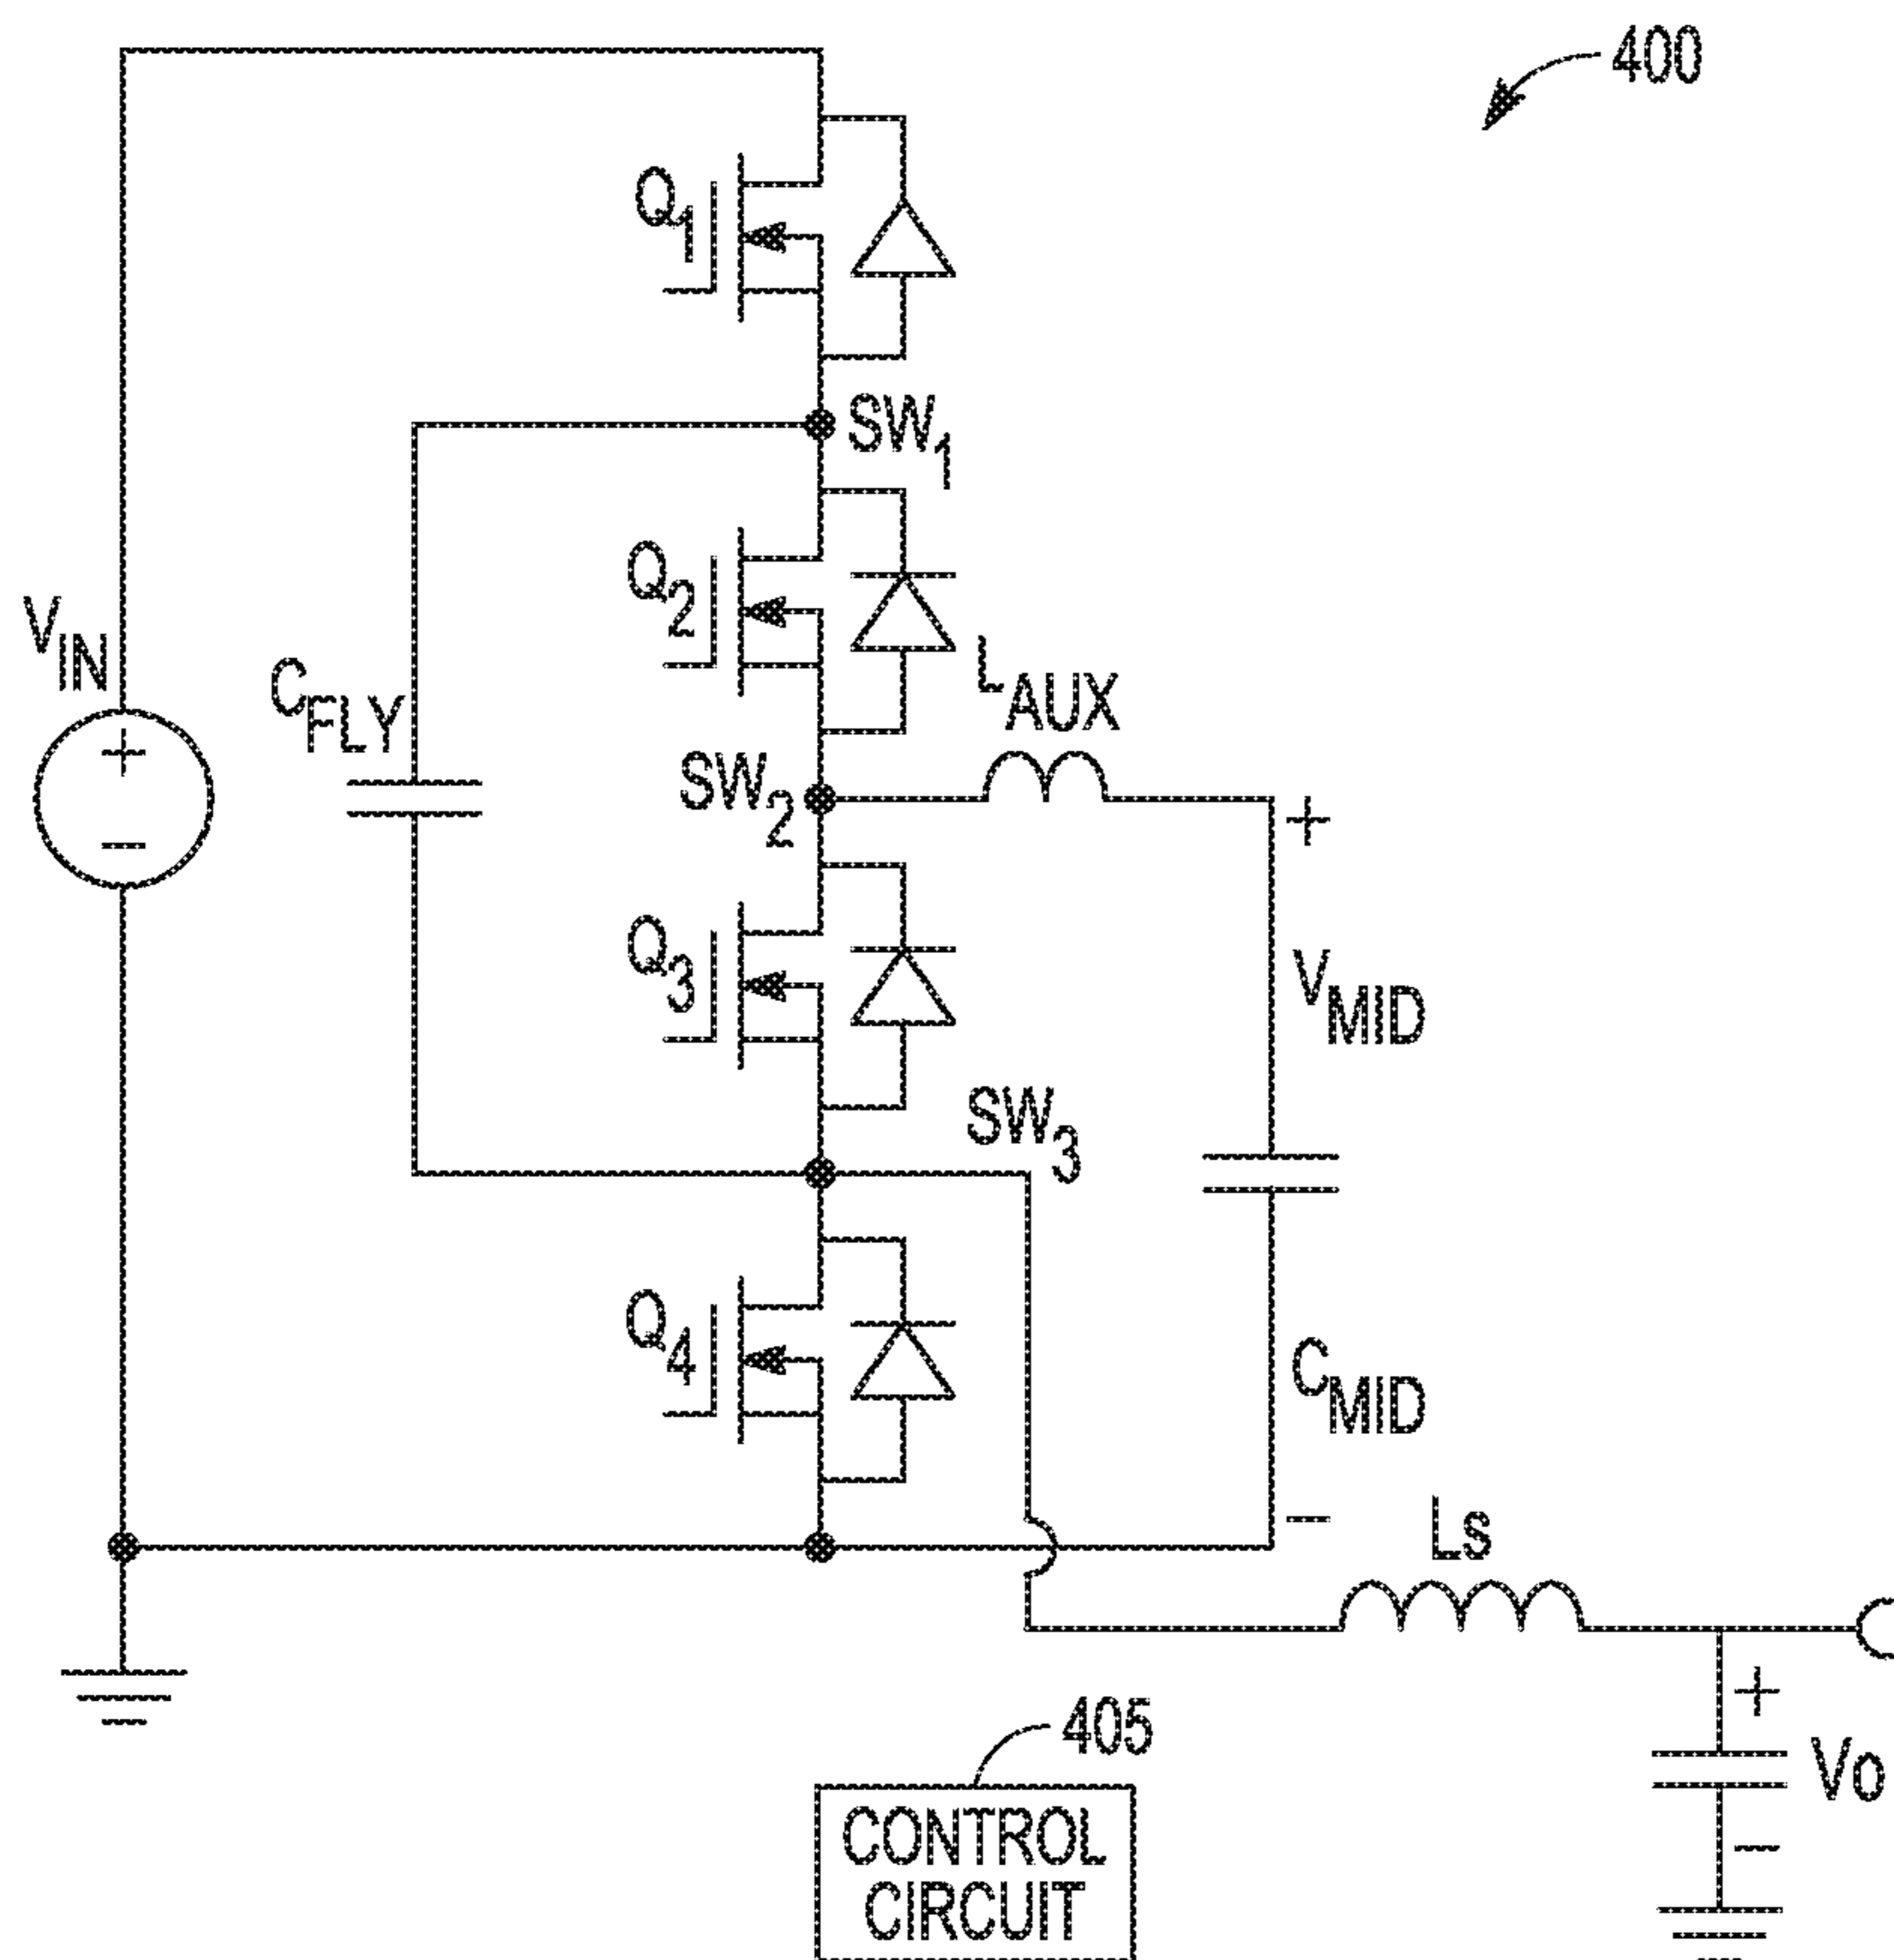 400
Q1
SW1
VIN
+
−
CFLY
Q2
LAUX
SW2
+
Q3
VMID
SW3
Q4
CMID
−
Ls
+
Vo
−
405
CONTROL
CIRCUIT